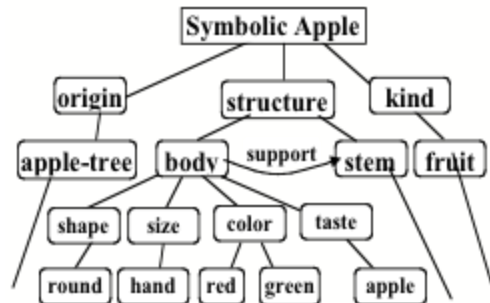 Symbolic Apple
origin structure kind
apple-tree body support stem fruit
shape size color taste
round hand red green apple